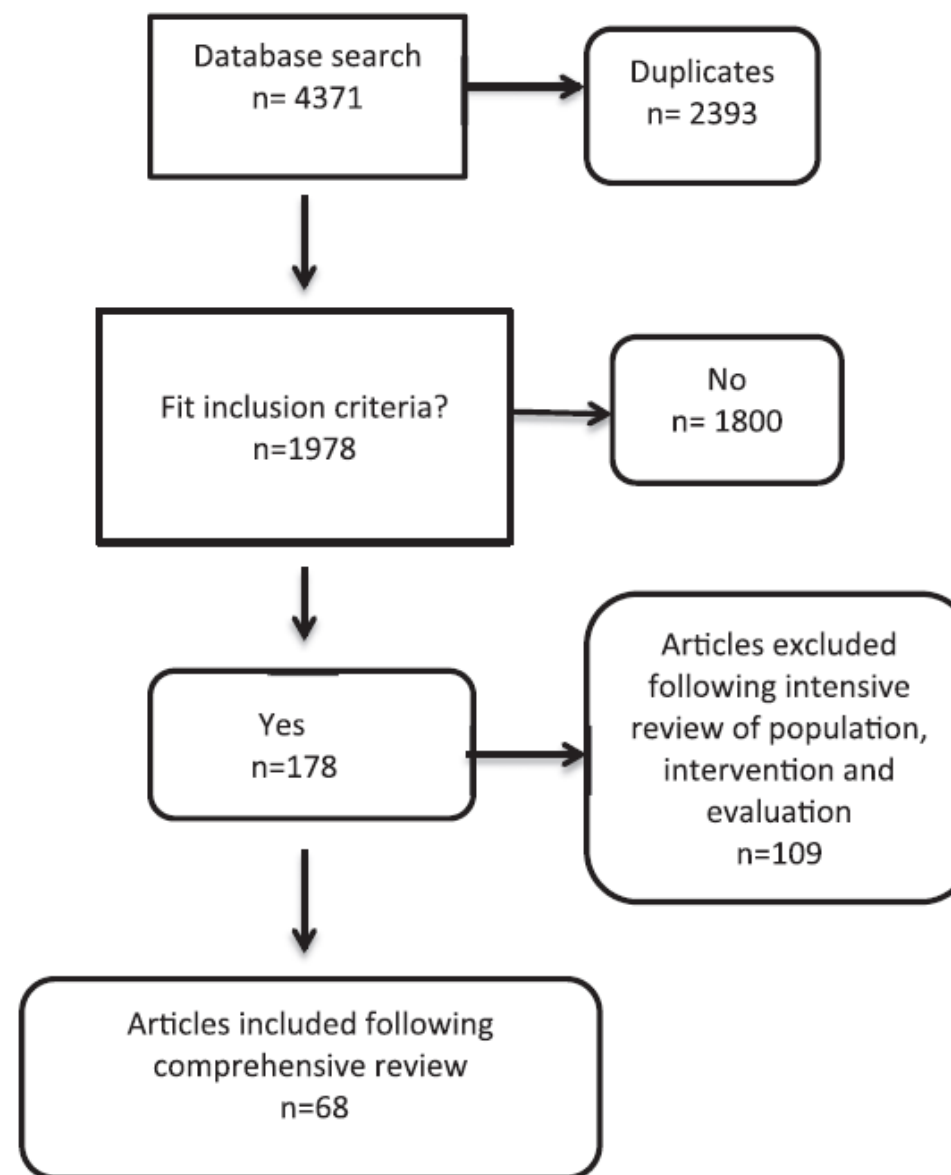 Database search
n= 4371
Duplicates
n= 2393
Fit inclusion criteria?
n=1978
No
n= 1800
Yes
n=178
Articles excluded
following intensive
review of population,
intervention and
evaluation
n=109
Articles included following
comprehensive review
n=68